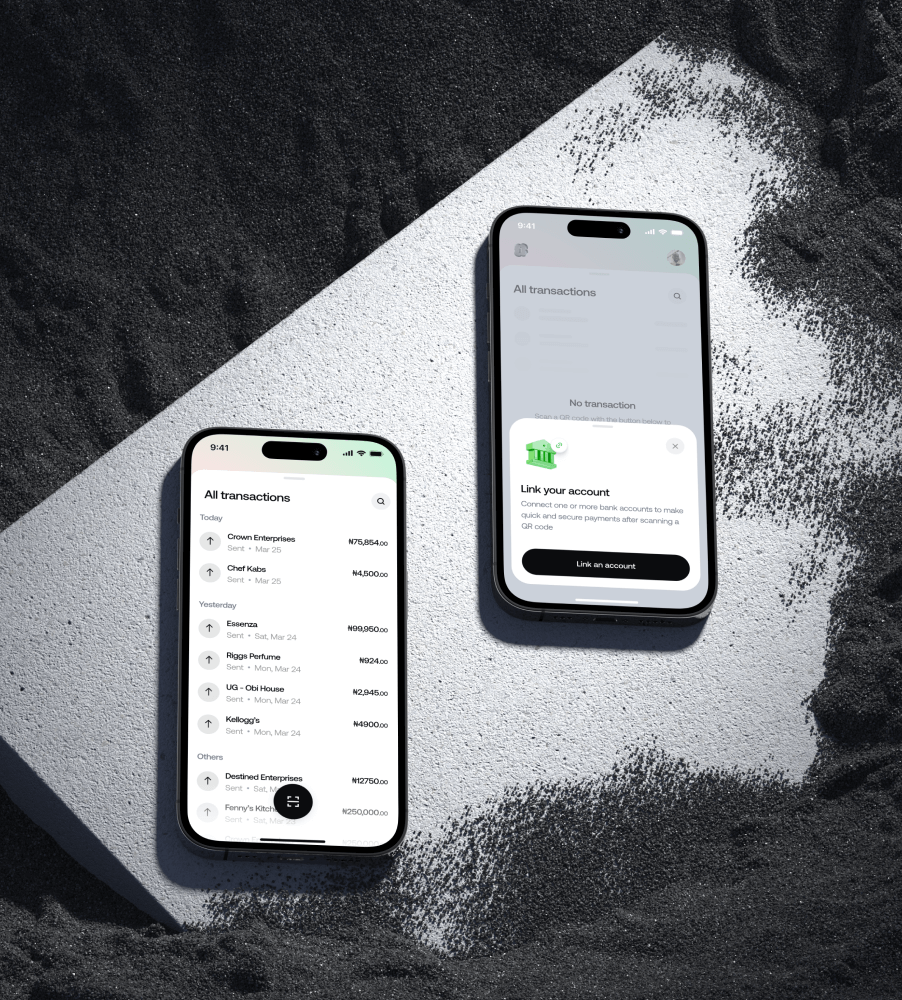 9:41
All transactions
Today
Crown Enterprises
₦75,854.00
Sent • Mar 25
Chef Kabs
₦4,500.00
Sent • Mar 25
Yesterday
Essenza
₦99,950.00
Sent • Sat, Mar 24
Riggs Perfume
₦924.00
Sent • Mon, Mar 24
UG - Obi House
₦2,945.00
Sent • Mon, Mar 24
Kellogg's
₦4900.00
Sent • Mon, Mar 24
Others
Destined Enterprises
₦12750.00
Sent • Sat,
Fenny's
₦250,000.00
Sent • Sat, Mar
9:41
All transactions
No transaction
Scan a QR code with the button below to
Link your account
Connect one or more bank accounts to make
quick and secure payments after scanning a
QR code
Link an account